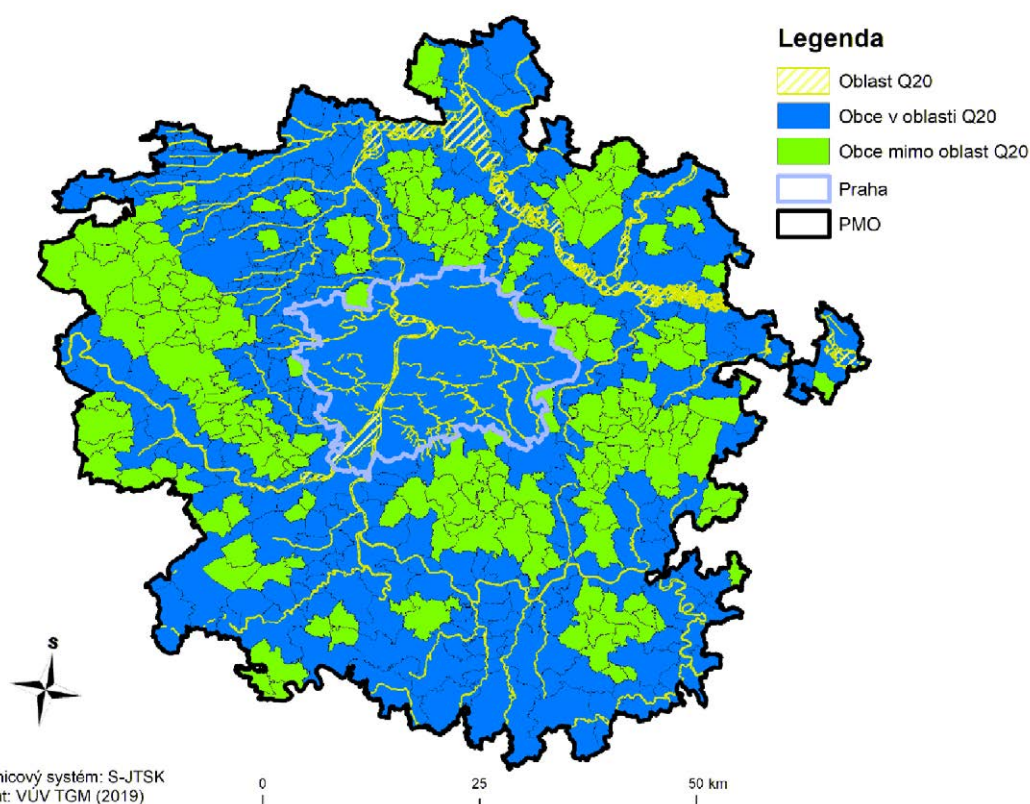 Legenda
Oblast Q20
Obce v oblasti Q20
Obce mimo oblast Q20
Praha
PMO
S
nicový systém: S-JTSK
t: VÚV TGM (2019)
0 25 50 km